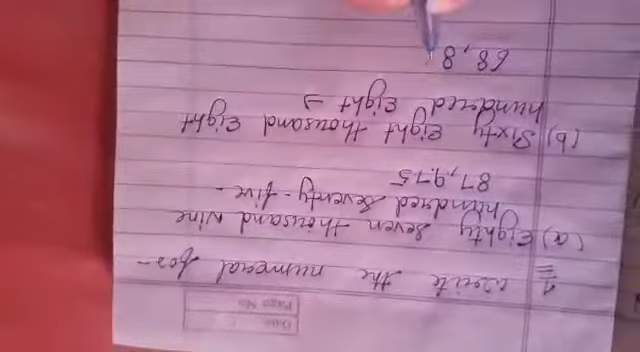 Date
Page No
1 write the numeral for-
(a) Eighty seven thousand nine
hundred seventy-five-
87,975
(b) Sixty eight thousand eight
hundred eight →
68,8